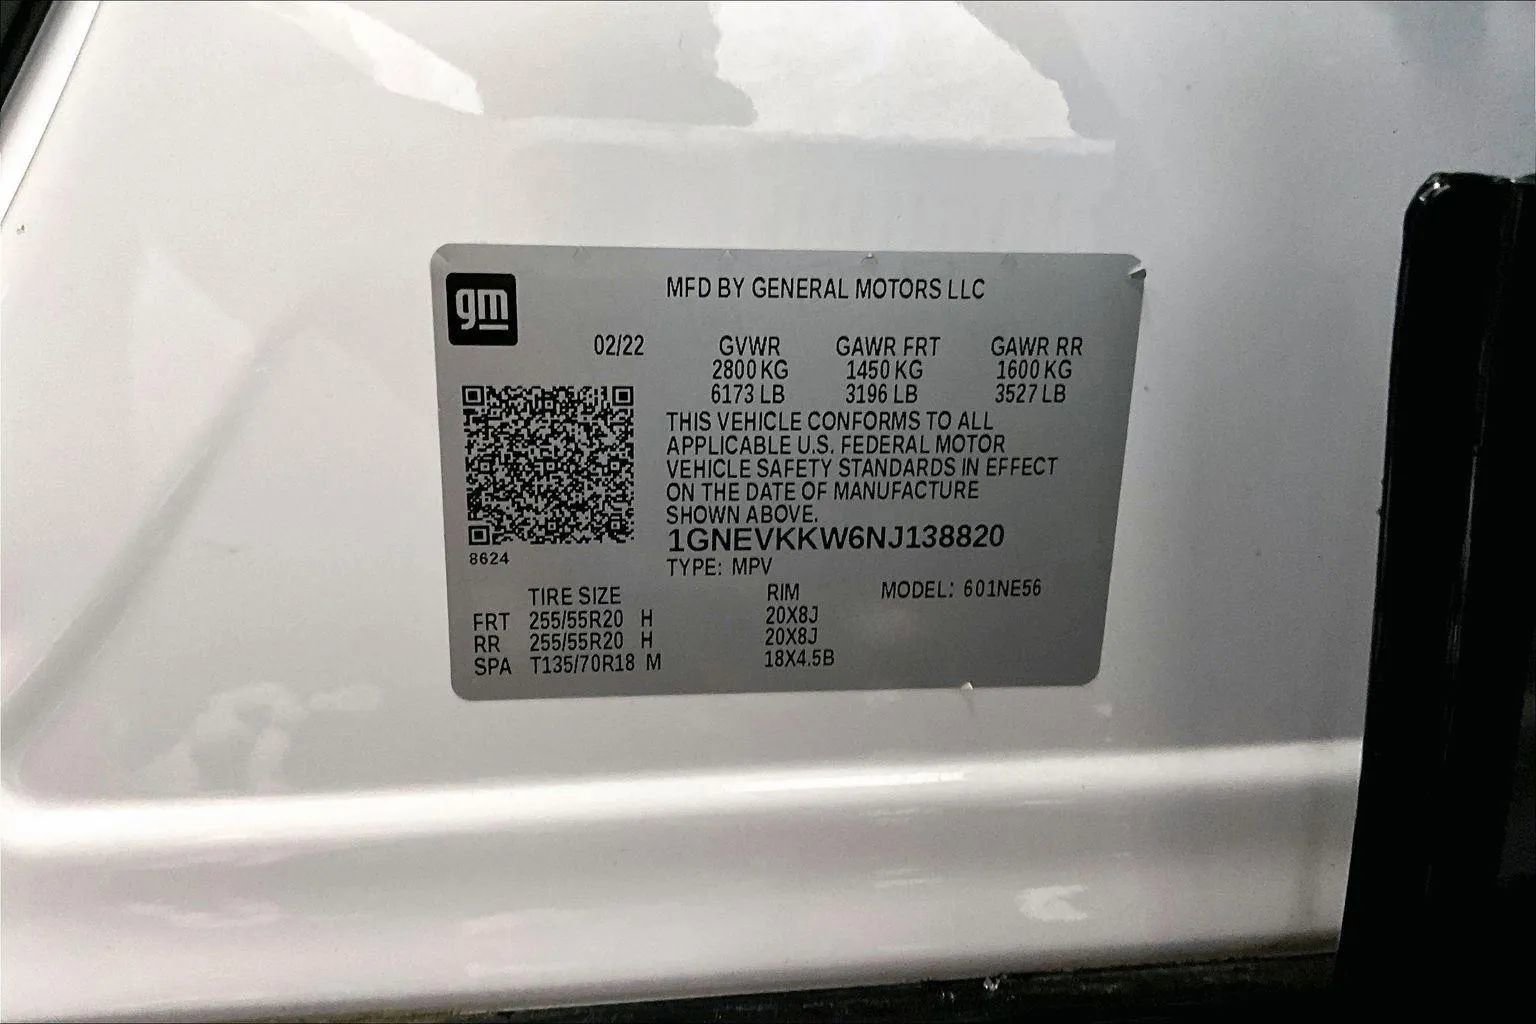 gm
MFD BY GENERAL MOTORS LLC
02/22 GVWR GAWR FRT GAWR RR
2800 KG 1450 KG 1600 KG
6173 LB 3196 LB 3527 LB
THIS VEHICLE CONFORMS TO ALL
APPLICABLE U.S. FEDERAL MOTOR
VEHICLE SAFETY STANDARDS IN EFFECT
ON THE DATE OF MANUFACTURE
SHOWN ABOVE.
1GNEVKKW6NJ138820
8624
TYPE: MPV
TIRE SIZE RIM MODEL: 601NE56
FRT 255/55R20 H 20X8J
RR 255/55R20 H 20X8J
SPA T135/70R18 M 18X4.5B